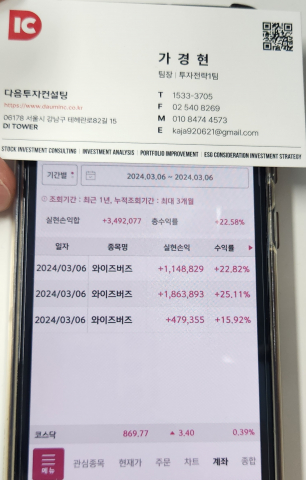 IC
가 경 현
팀장 : 투자전략1팀
다음투자컨설팅
https://www.dauminc.co.kr
06178 서울시 강남구 테헤란로82길 15
DI TOWER
T 1533-3705
F 02 540 8269
M 010 8474 4573
E kaja920621@gmail.com
STOCK INVESTMENT CONSULTING | INVESTMENT ANALYSIS | PORTFOLIO IMPROVEMENT | ESG CONSIDERATION INVESTMENT STRATEGY
기간별 2024.03.06 ~ 2024.03.06
조회기간 : 최근 1년, 누적조회기간 : 최대 3개월
실현손익합 +3,492,077 총수익률 +22.58%
일자 종목명 실현손익 수익률
2024/03/06 와이즈버즈 +1,148,829 +22,82%
2024/03/06 와이즈버즈 +1,863,893 +25,11%
2024/03/06 와이즈버즈 +479,355 +15,92%
코스닥 869,77 ▲ 3,40 0,39%
메뉴 관심종목 현재가 주문 차트 계좌 종합